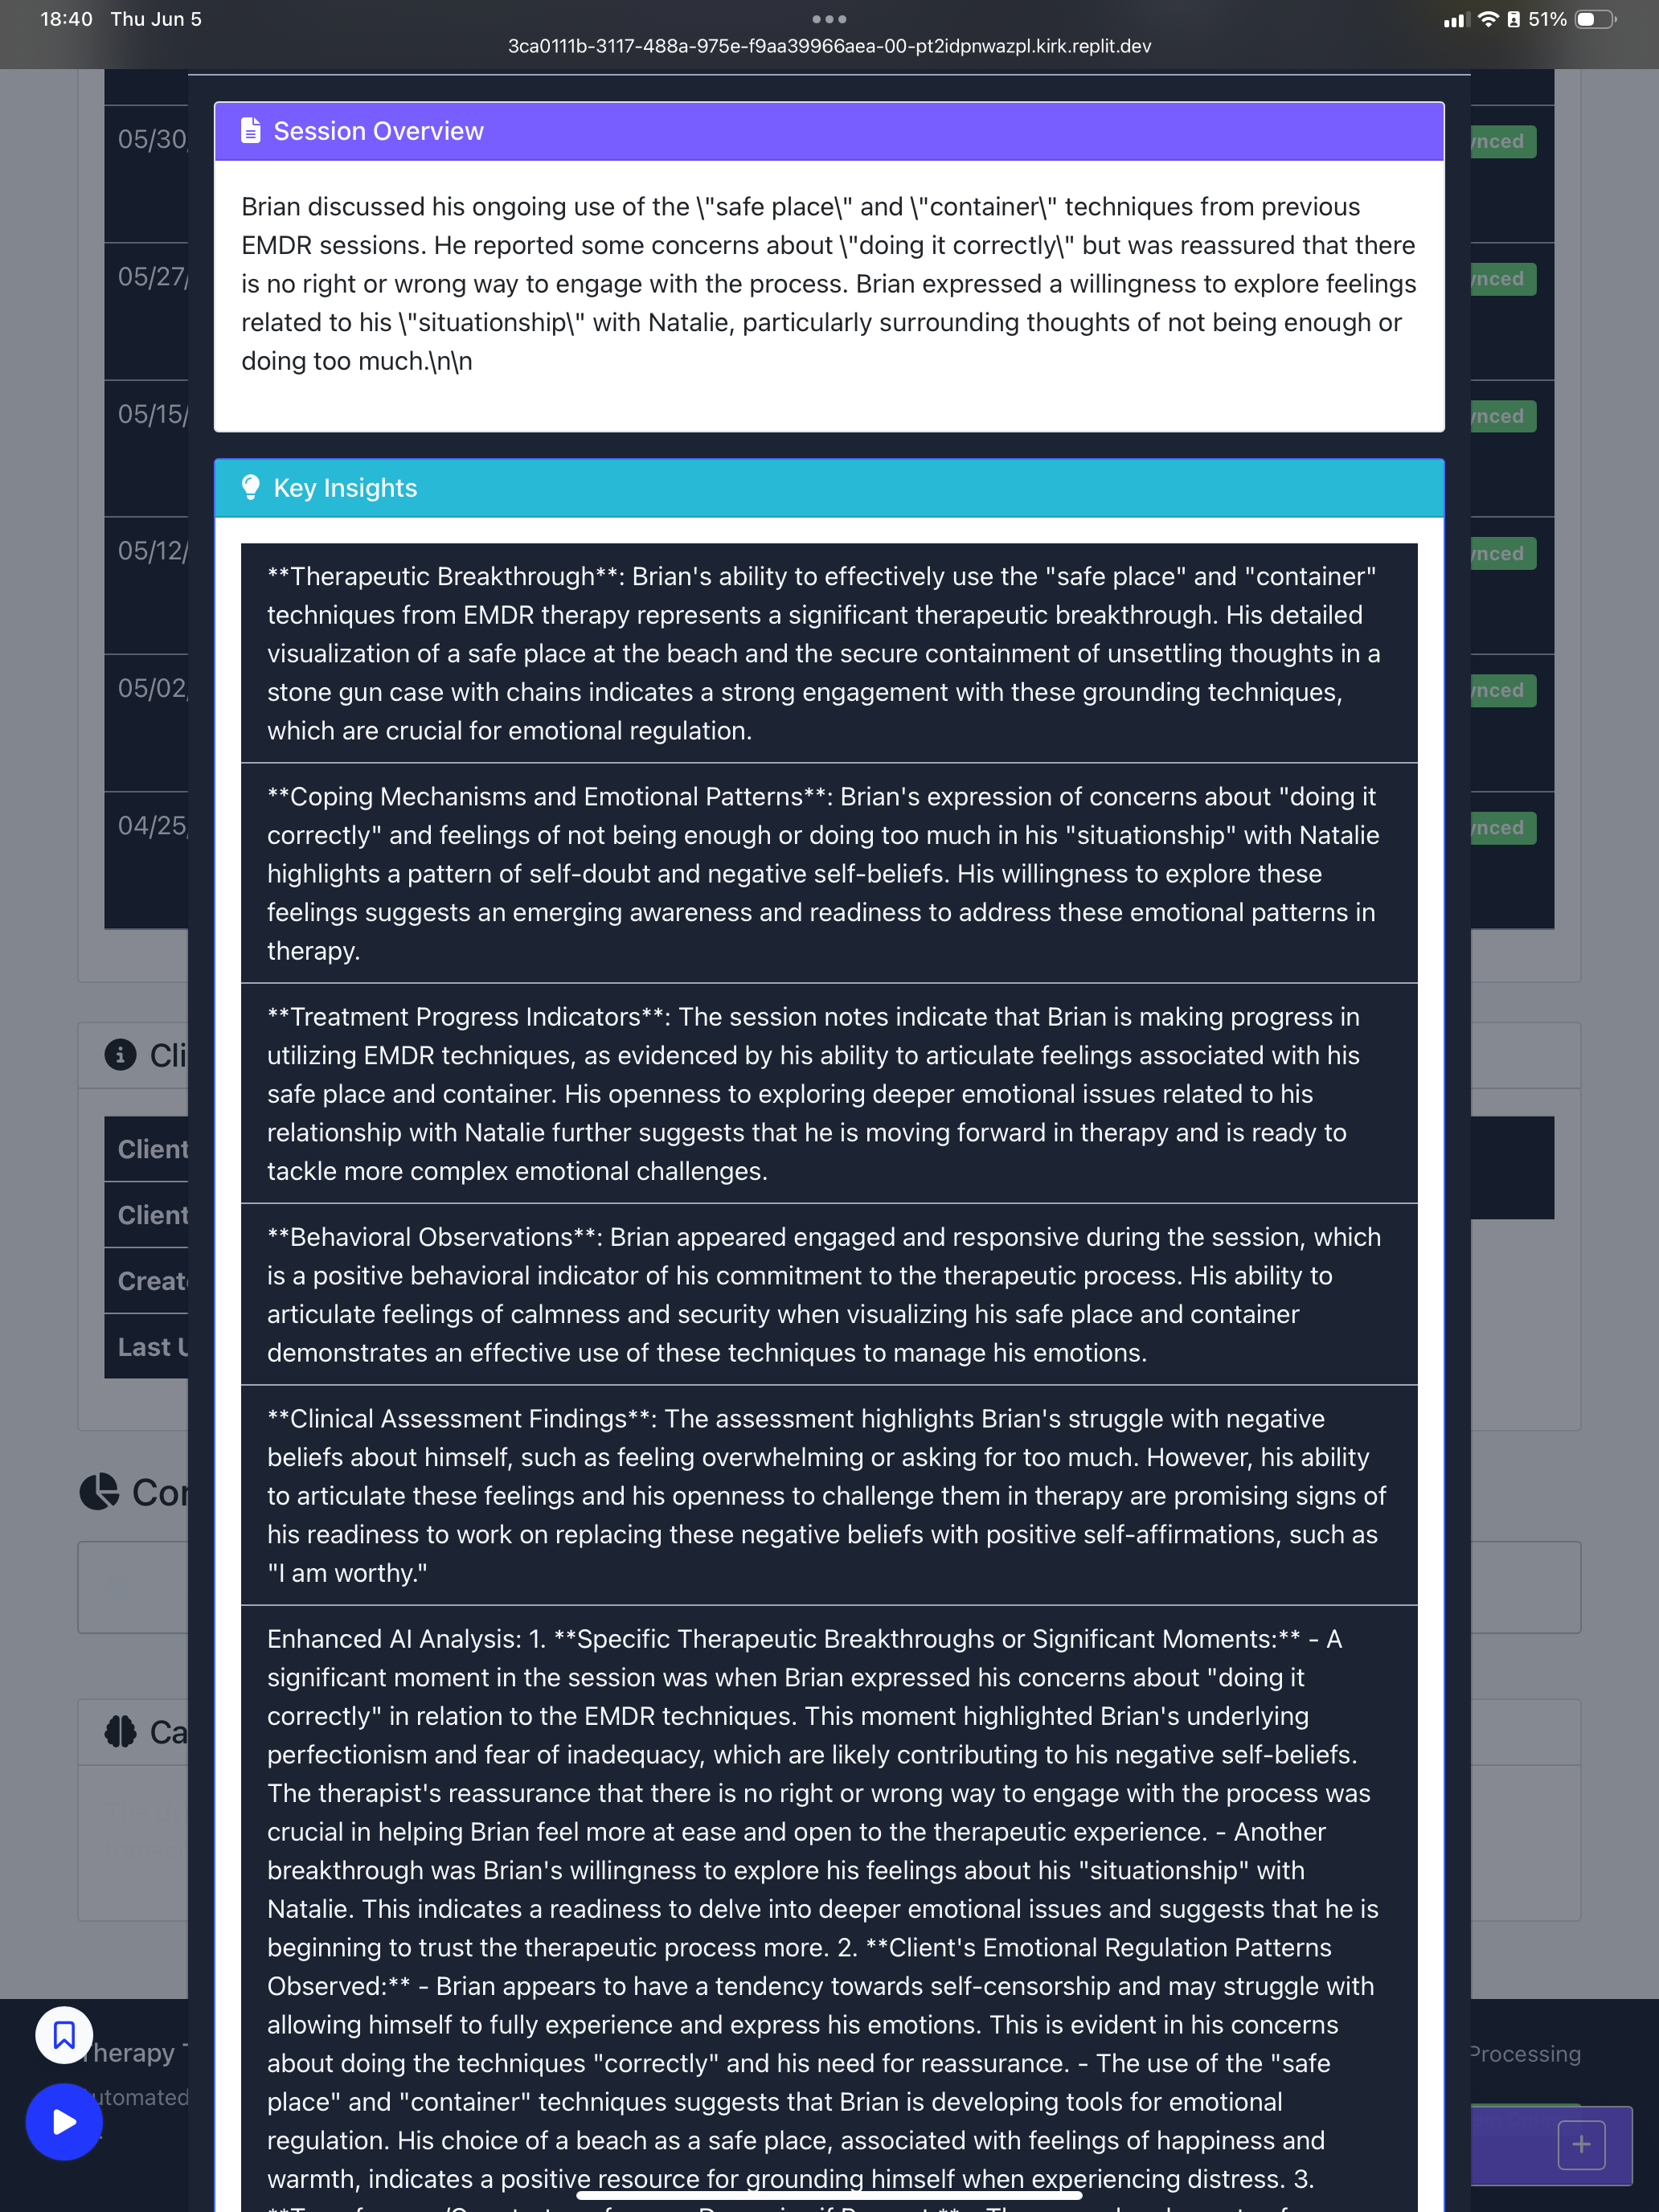 18:40 Thu Jun 5
51%
3ca0111b-3117-488a-975e-f9aa39966aea-00-pt2idpnwazpl.kirk.replit.dev
Session Overview
Brian discussed his ongoing use of the \"safe place\" and \"container\" techniques from previous
EMDR sessions. He reported some concerns about \"doing it correctly\" but was reassured that there
is no right or wrong way to engage with the process. Brian expressed a willingness to explore feelings
related to his \"situationship\" with Natalie, particularly surrounding thoughts of not being enough or
doing too much.\n\n
Key Insights
**Therapeutic Breakthrough**: Brian's ability to effectively use the "safe place" and "container"
techniques from EMDR therapy represents a significant therapeutic breakthrough. His detailed
visualization of a safe place at the beach and the secure containment of unsettling thoughts in a
stone gun case with chains indicates a strong engagement with these grounding techniques,
which are crucial for emotional regulation.
**Coping Mechanisms and Emotional Patterns**: Brian's expression of concerns about "doing it
correctly" and feelings of not being enough or doing too much in his "situationship" with Natalie
highlights a pattern of self-doubt and negative self-beliefs. His willingness to explore these
feelings suggests an emerging awareness and readiness to address these emotional patterns in
therapy.
**Treatment Progress Indicators**: The session notes indicate that Brian is making progress in
utilizing EMDR techniques, as evidenced by his ability to articulate feelings associated with his
safe place and container. His openness to exploring deeper emotional issues related to his
relationship with Natalie further suggests that he is moving forward in therapy and is ready to
tackle more complex emotional challenges.
**Behavioral Observations**: Brian appeared engaged and responsive during the session, which
is a positive behavioral indicator of his commitment to the therapeutic process. His ability to
articulate feelings of calmness and security when visualizing his safe place and container
demonstrates an effective use of these techniques to manage his emotions.
**Clinical Assessment Findings**: The assessment highlights Brian's struggle with negative
beliefs about himself, such as feeling overwhelming or asking for too much. However, his ability
to articulate these feelings and his openness to challenge them in therapy are promising signs of
his readiness to work on replacing these negative beliefs with positive self-affirmations, such as
"I am worthy."
Enhanced AI Analysis: 1. **Specific Therapeutic Breakthroughs or Significant Moments:** - A
significant moment in the session was when Brian expressed his concerns about "doing it
correctly" in relation to the EMDR techniques. This moment highlighted Brian's underlying
perfectionism and fear of inadequacy, which are likely contributing to his negative self-beliefs.
The therapist's reassurance that there is no right or wrong way to engage with the process was
crucial in helping Brian feel more at ease and open to the therapeutic experience. - Another
breakthrough was Brian's willingness to explore his feelings about his "situationship" with
Natalie. This indicates a readiness to delve into deeper emotional issues and suggests that he is
beginning to trust the therapeutic process more. 2. **Client's Emotional Regulation Patterns
Observed:** - Brian appears to have a tendency towards self-censorship and may struggle with
allowing himself to fully experience and express his emotions. This is evident in his concerns
about doing the techniques "correctly" and his need for reassurance. - The use of the "safe
place" and "container" techniques suggests that Brian is developing tools for emotional
regulation. His choice of a beach as a safe place, associated with feelings of happiness and
warmth, indicates a positive resource for grounding himself when experiencing distress. 3.
05/30/
05/27/
05/15/
05/12/
05/02/
04/25/
ynced
ynced
ynced
ynced
ynced
ynced
Cli
Client
Client
Creat
Last U
Cor
Ca
herapy T
utomated
Processing